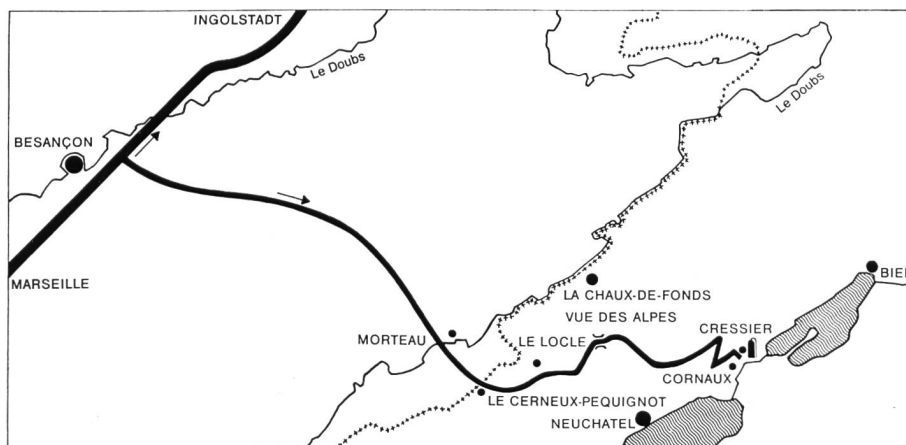 INGOLSTADT
Le Doubs
Le Doubs
BESANÇON
MARSEILLE
BIEL
LA CHAUX-DE-FONDS
VUE DES ALPES
CRESSIER
MORTEAU
LE LOCLE
CORNAUX
LE CERNEUX-PEQUIGNOT
NEUCHATEL